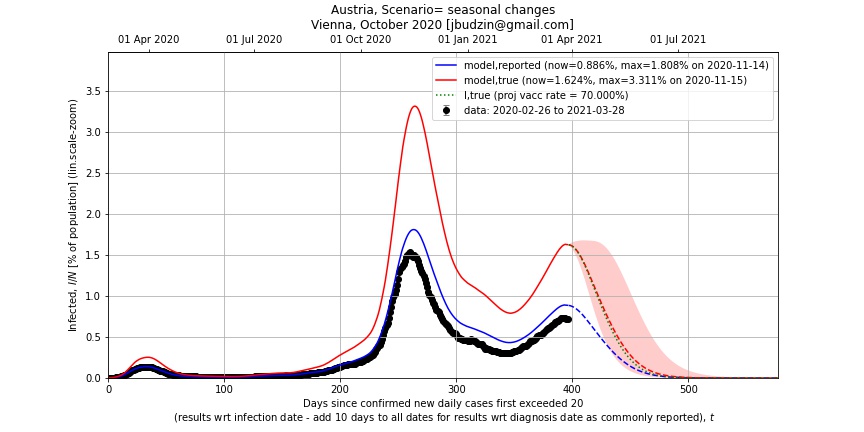 Austria, Scenario= seasonal changes
Vienna, October 2020 [jbudzin@gmail.com]
01 Apr 2020 01 Jul 2020 01 Oct 2020 01 Jan 2021 01 Apr 2021 01 Jul 2021
model,reported (now=0.886%, max=1.808% on 2020-11-14)
model,true (now=1.624%, max=3.311% on 2020-11-15)
I,true (proj vacc rate = 70.000%)
data: 2020-02-26 to 2021-03-28
Infected, I/N [% of population] (lin.scale-zoom)
3.5
3.0
2.5
2.0
1.5
1.0
0.5
0.0
0 100 200 300 400 500
Days since confirmed new daily cases first exceeded 20
(results wrt infection date - add 10 days to all dates for results wrt diagnosis date as commonly reported), t